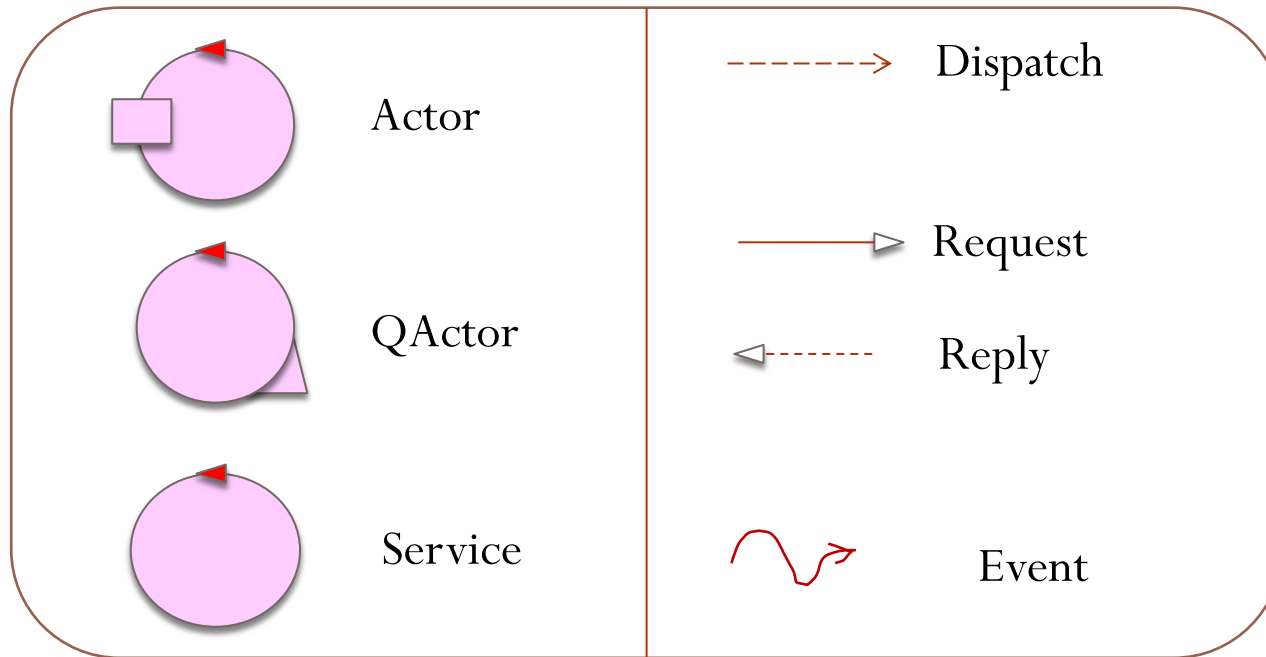 Actor
QActor
Service
Dispatch
Request
Reply
Event